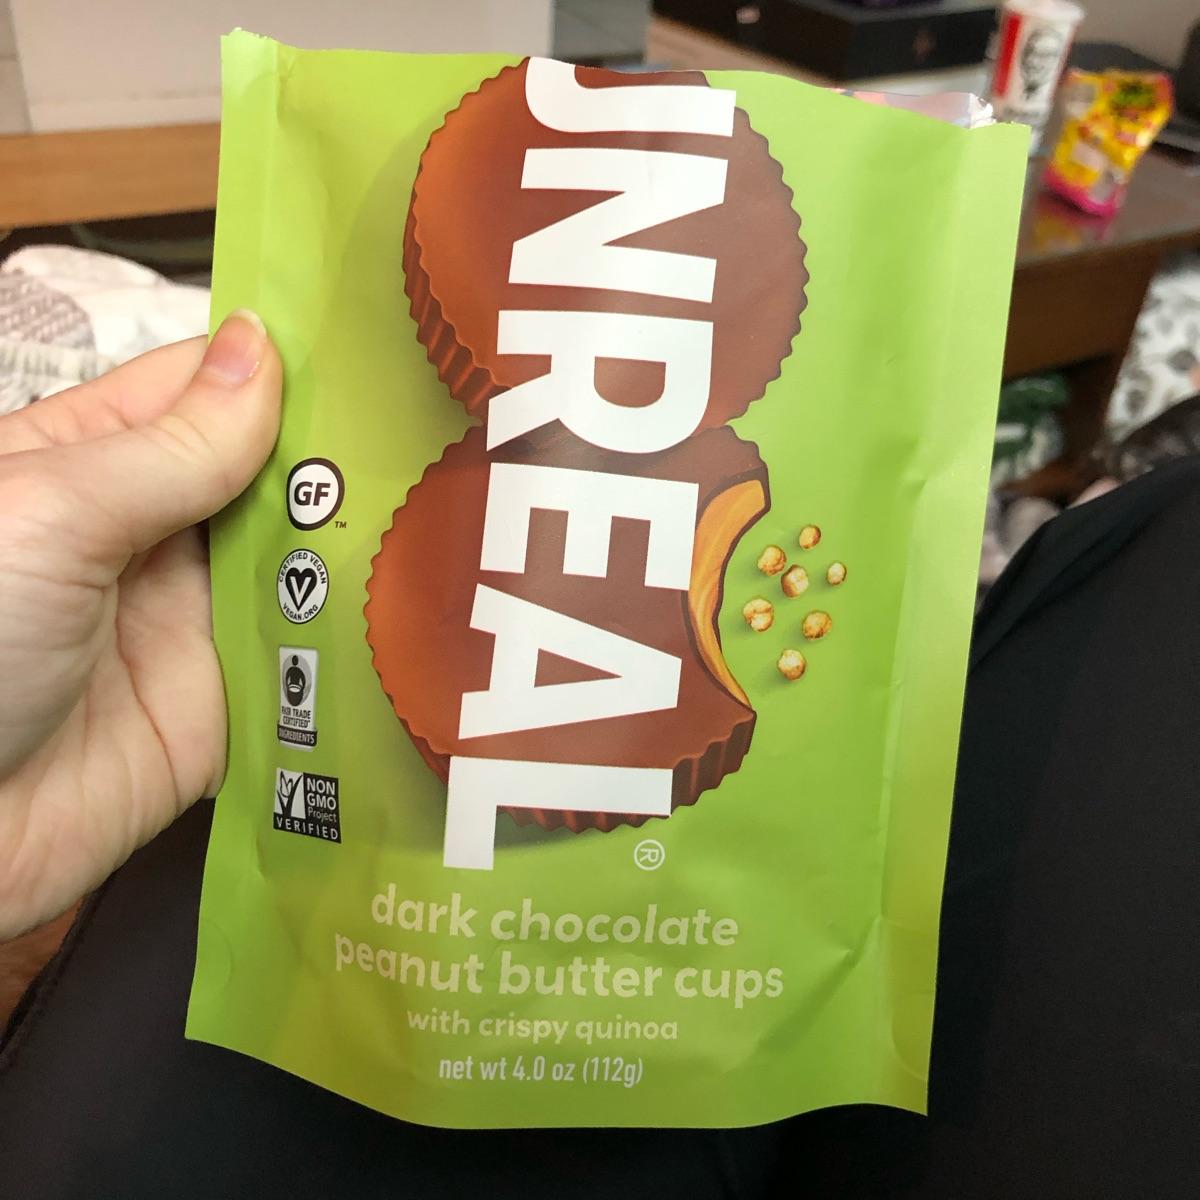 UNREAL
®
GF
TM
CERTIFIED VEGAN
VEGAN.ORG
FAIR TRADE
CERTIFIED
INGREDIENTS
NON
GMO
Project
VERIFIED
dark chocolate
peanut butter cups
with crispy quinoa
net wt 4.0 oz (112g)